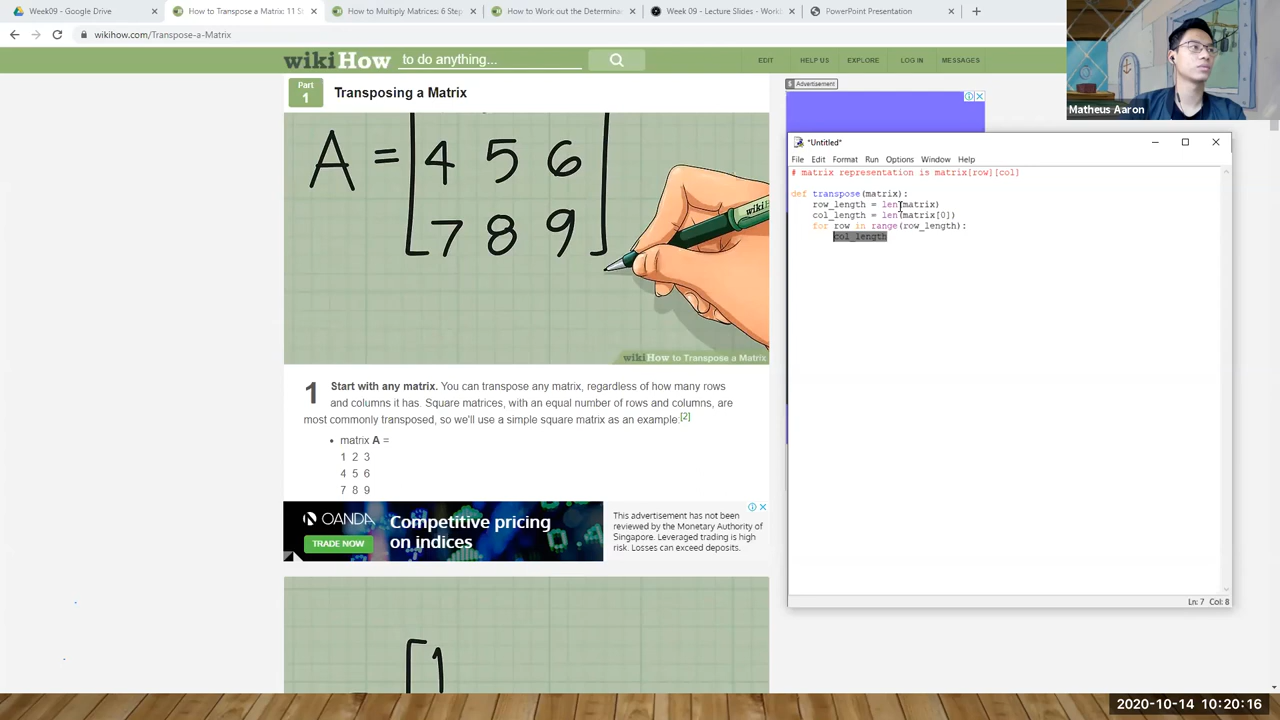 Week09 - Google Drive
How to Transpose a Matrix: 11 S
How to Multiply Matrices: 6 Step
How to Work out the Determina
Week 09 - Lecture Slides - Workb
PowerPoint Presentation
wikihow.com/Transpose-a-Matrix
wikiHow to do anything...
EDIT HELP US EXPLORE LOG IN MESSAGES
Part 1
Transposing a Matrix
A = 4 5 6
7 8 9
wikiHow to Transpose a Matrix
1 Start with any matrix. You can transpose any matrix, regardless of how many rows
and columns it has. Square matrices, with an equal number of rows and columns, are
most commonly transposed, so we'll use a simple square matrix as an example.[2]
• matrix A =
1 2 3
4 5 6
7 8 9
OANDA
TRADE NOW
Competitive pricing
on indices
This advertisement has not been
reviewed by the Monetary Authority of
Singapore. Leveraged trading is high
risk. Losses can exceed deposits.
1
Advertisement
Matheus Aaron
*Untitled*
File Edit Format Run Options Window Help
# matrix representation is matrix[row][col]
def transpose(matrix):
row_length = len(matrix)
col_length = len(matrix[0])
for row in range(row_length):
col_length
Ln: 7 Col: 8
2020-10-14 10:20:16